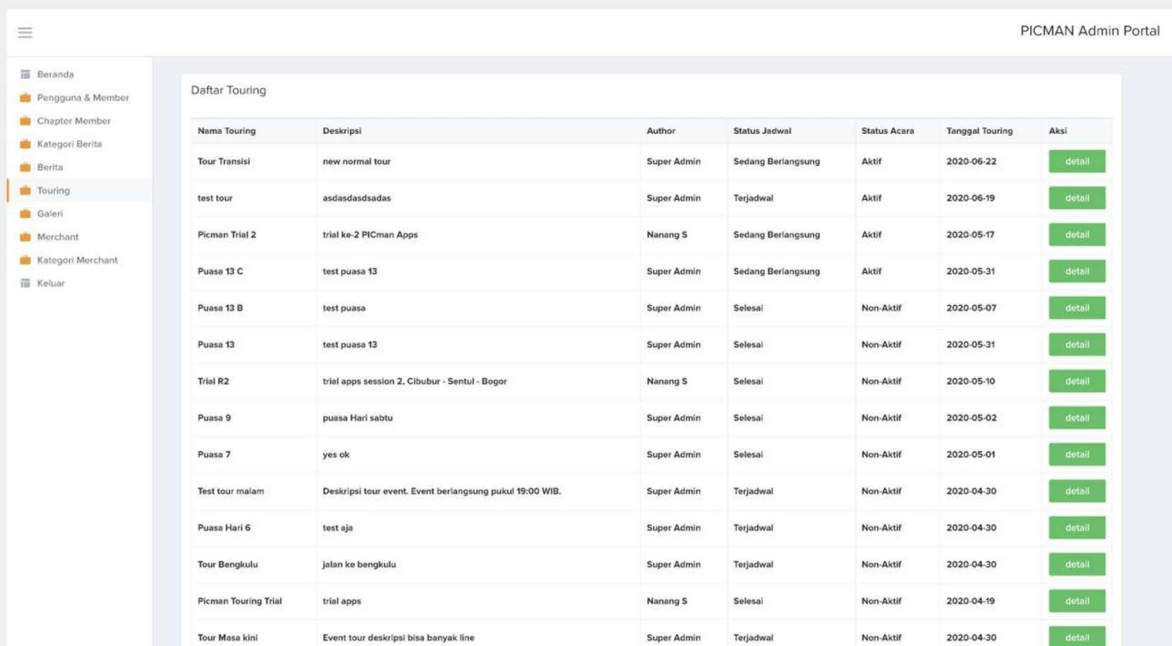 PICMAN Admin Portal
Beranda
Pengguna & Member
Chapter Member
Kategori Berita
Berita
Touring
Galeri
Merchant
Kategori Merchant
Keluar
Daftar Touring
Nama Touring Deskripsi Author Status Jadwal Status Acara Tanggal Touring Aksi
Tour Transisi new normal tour Super Admin Sedang Berlangsung Aktif 2020-06-22 detail
test tour asdasdasdsadas Super Admin Terjadwal Aktif 2020-06-19 detail
Picman Trial 2 trial ke-2 PICman Apps Nanang S Sedang Berlangsung Aktif 2020-05-17 detail
Puasa 13 C test puasa 13 Super Admin Sedang Berlangsung Aktif 2020-05-31 detail
Puasa 13 B test puasa Super Admin Selesai Non-Aktif 2020-05-07 detail
Puasa 13 test puasa 13 Super Admin Selesai Non-Aktif 2020-05-31 detail
Trial R2 trial apps session 2, Cibubur - Sentul - Bogor Nanang S Selesai Non-Aktif 2020-05-10 detail
Puasa 9 puasa Hari sabtu Super Admin Selesai Non-Aktif 2020-05-02 detail
Puasa 7 yes ok Super Admin Selesai Non-Aktif 2020-05-01 detail
Test tour malam Deskripsi tour event. Event berlangsung pukul 19:00 WIB. Super Admin Terjadwal Non-Aktif 2020-04-30 detail
Puasa Hari 6 test aja Super Admin Terjadwal Non-Aktif 2020-04-30 detail
Tour Bengkulu jalan ke bengkulu Super Admin Terjadwal Non-Aktif 2020-04-30 detail
Picman Touring Trial trial apps Nanang S Selesai Non-Aktif 2020-04-19 detail
Tour Masa kini Event tour deskripsi bisa banyak line Super Admin Terjadwal Non-Aktif 2020-04-30 detail